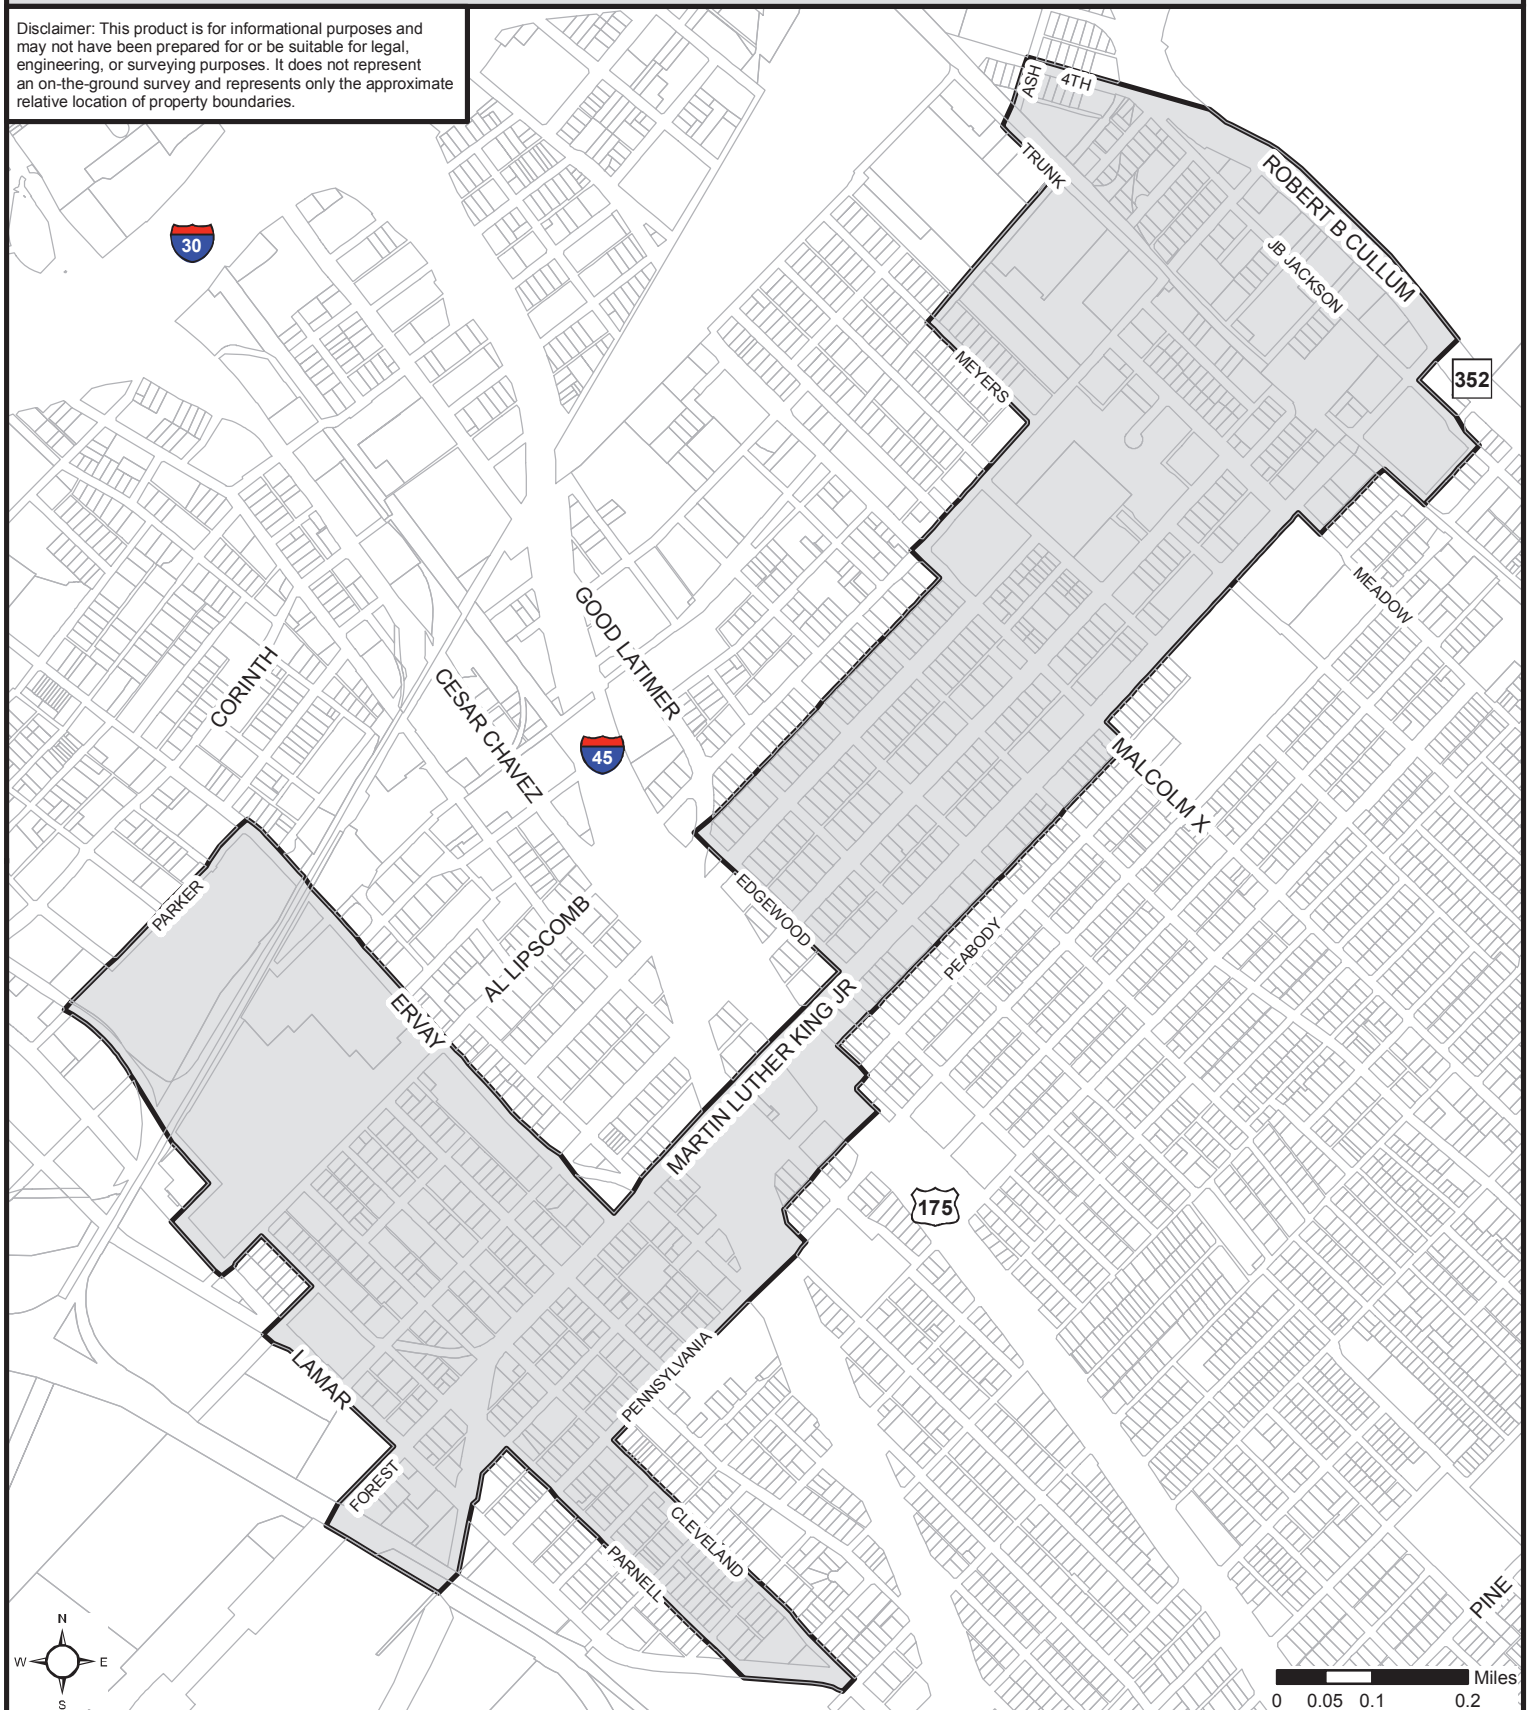 Disclaimer: This product is for informational purposes and
may not have been prepared for or be suitable for legal,
engineering, or surveying purposes. It does not represent
an on-the-ground survey and represents only the approximate
relative location of property boundaries.
ASH
4TH
TRUNK
ROBERT B CULLUM
30
JB JACKSON
MEYERS
352
MEADOW
GOOD LATIMER
CORINTH
CESAR CHAVEZ
45
MALCOLM X
PARKER
EDGEWOOD
AL LIPSCOMB
PEABODY
ERVAY
MARTIN LUTHER KING JR
175
PENNSYLVANIA
LAMAR
FOREST
CLEVELAND
PARNELL
PINE
N
W E
S
Miles
0 0.05 0.1 0.2